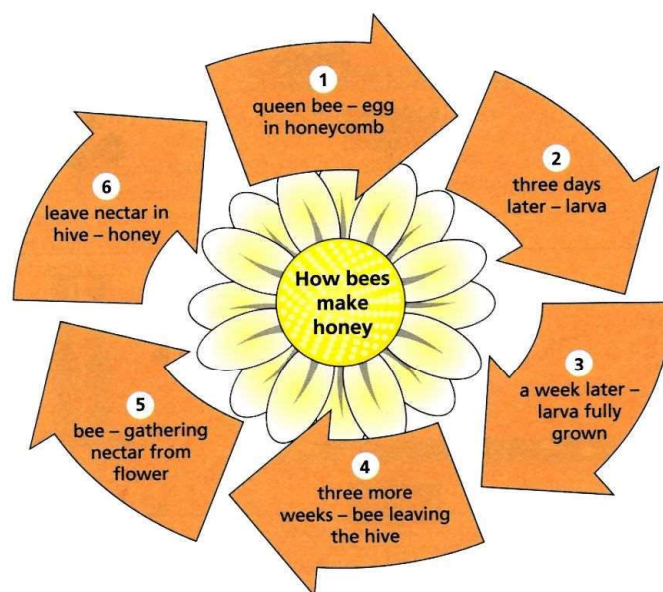 How bees
make
honey
1
queen bee – egg
in honeycomb
2
three days
later – larva
3
a week later –
larva fully
grown
4
three more
weeks – bee leaving
the hive
5
bee – gathering
nectar from
flower
6
leave nectar in
hive – honey